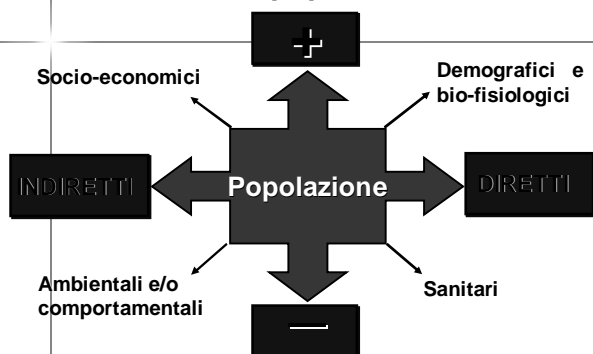 +
Socio-economici
Demografici e
bio-fisiologici
INDIRETTI
Popolazione
DIRETTI
Ambientali e/o
comportamentali
Sanitari
—